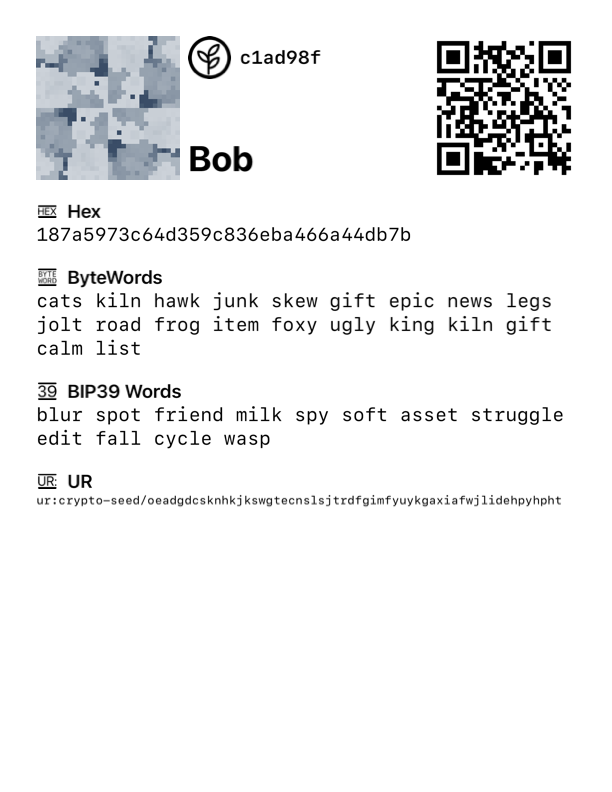 c1ad98f
Bob
HEX Hex
187a5973c64d359c836eba466a44db7b
BYTE WORD ByteWords
cats kiln hawk junk skew gift epic news legs
jolt road frog item foxy ugly king kiln gift
calm list
39 BIP39 Words
blur spot friend milk spy soft asset struggle
edit fall cycle wasp
UR: UR
ur:crypto-seed/oeadgdcsknhkjkswgtecnslsjtrdfgimfyuykgaxiafwjlidehpyhpht